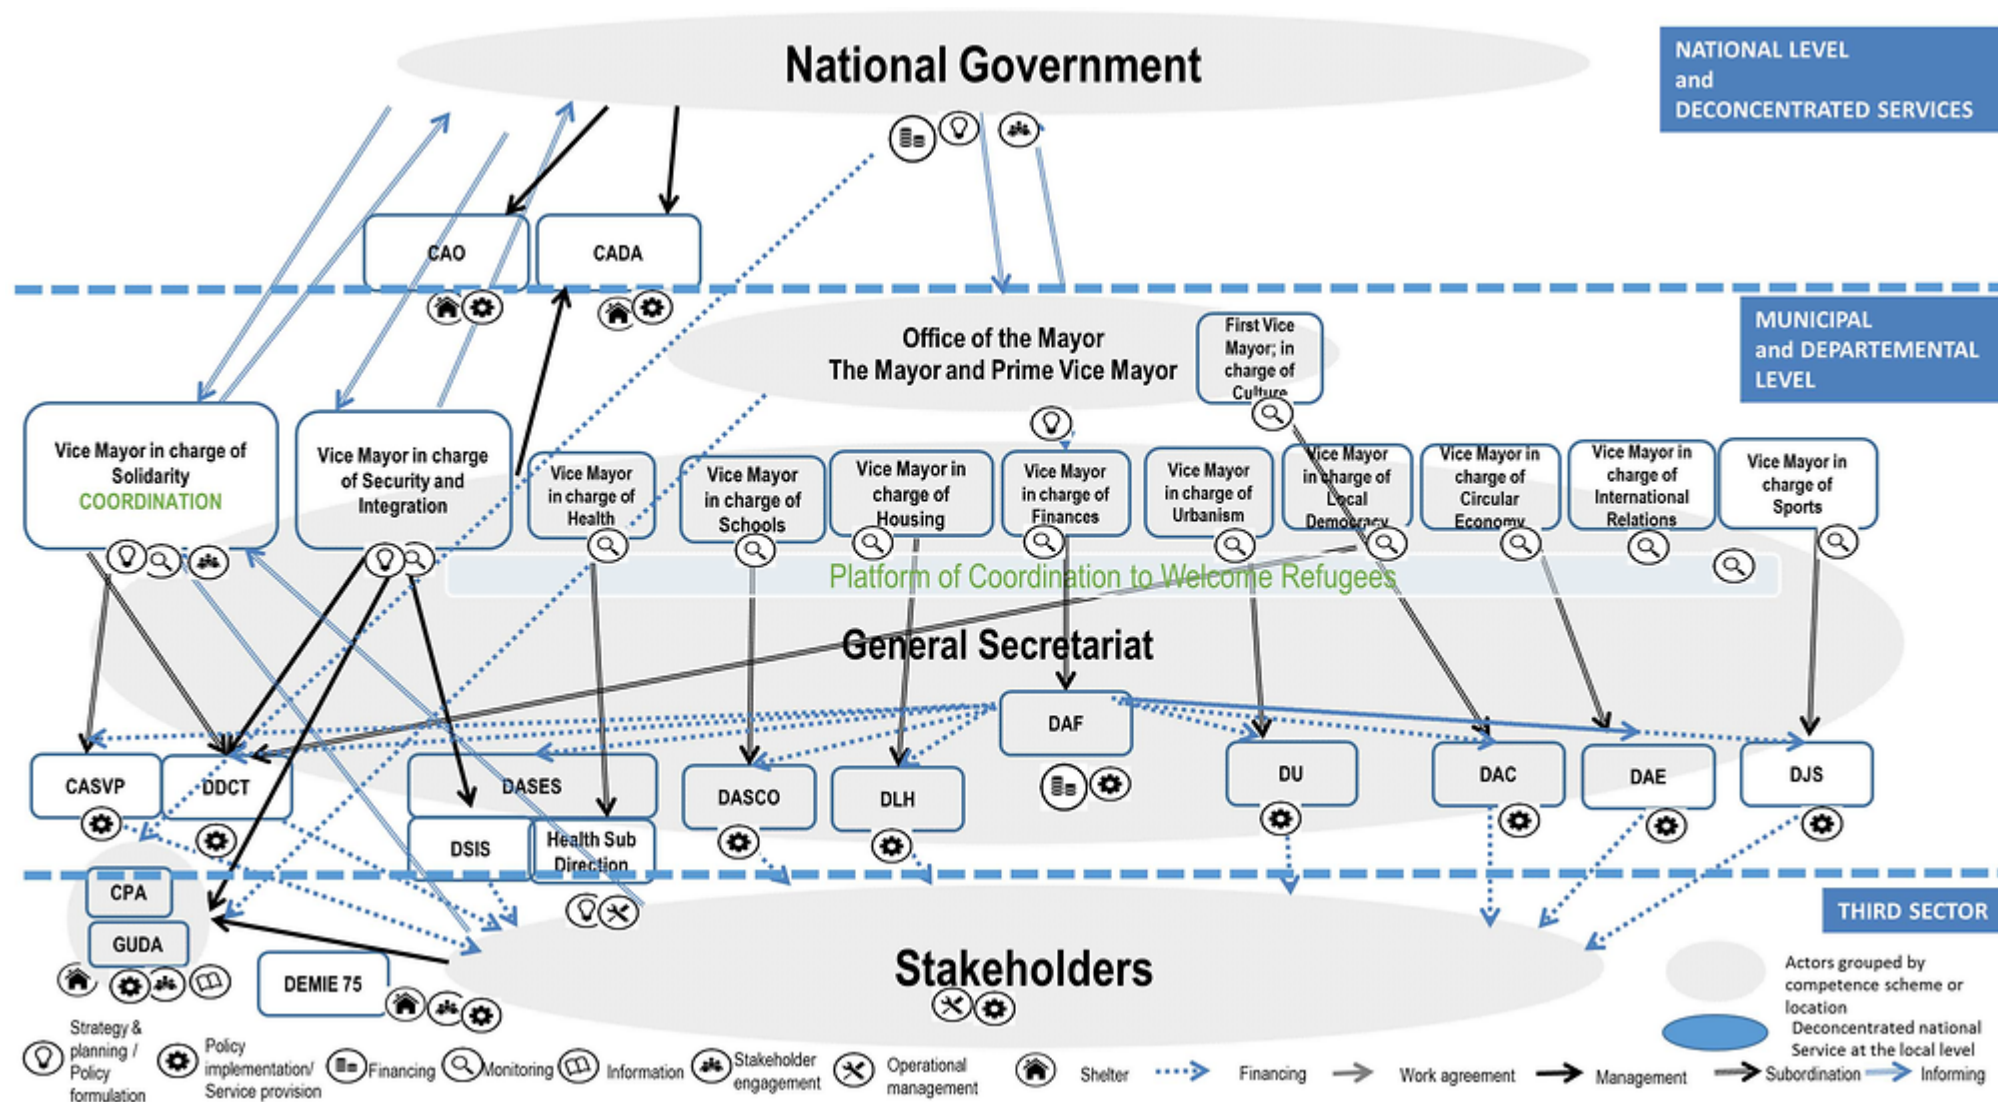 National Government
NATIONAL LEVEL
and
DECONCENTRATED SERVICES
CAO
CADA
MUNICIPAL
and DEPARTEMENTAL
LEVEL
Office of the Mayor
The Mayor and Prime Vice Mayor
First Vice
Mayor; in
charge of
Culture
Vice Mayor in charge of
Solidarity
COORDINATION
Vice Mayor in charge
of Security and
Integration
Vice Mayor
in charge of
Health
Vice Mayor
in charge of
Schools
Vice Mayor in
charge of
Housing
Vice Mayor
in charge of
Finances
Vice Mayor
in charge of
Urbanism
Vice Mayor
in charge of
Local
Democracy
Vice Mayor in
charge of
Circular
Economy
Vice Mayor in
charge of
International
Relations
Vice Mayor in
charge of
Sports
Platform of Coordination to Welcome Refugees
General Secretariat
DAF
CASVP
DDCT
DASES
DSIS
Health Sub
Direction
DASCO
DLH
DU
DAC
DAE
DJS
CPA
GUDA
DEMIE 75
Stakeholders
THIRD SECTOR
Actors grouped by
competence scheme or
location
Deconcentrated national
Service at the local level
Strategy &
planning /
Policy
formulation
Policy
implementation/
Service provision
Financing
Monitoring
Information
Stakeholder
engagement
Operational
management
Shelter
Financing
Work agreement
Management
Subordination
Informing